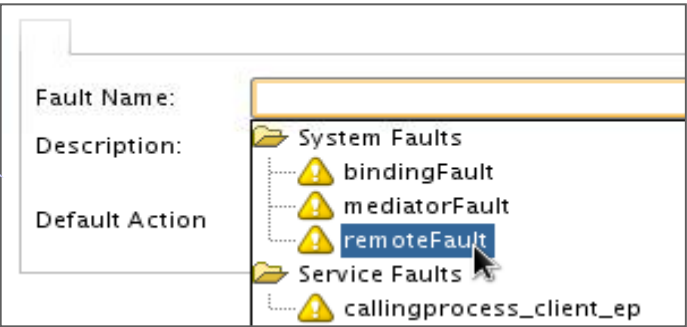 Fault Name:
System Faults
Description:
bindingFault
mediatorFault
Default Action
remoteFault
Service Faults
callingprocess_client_ep